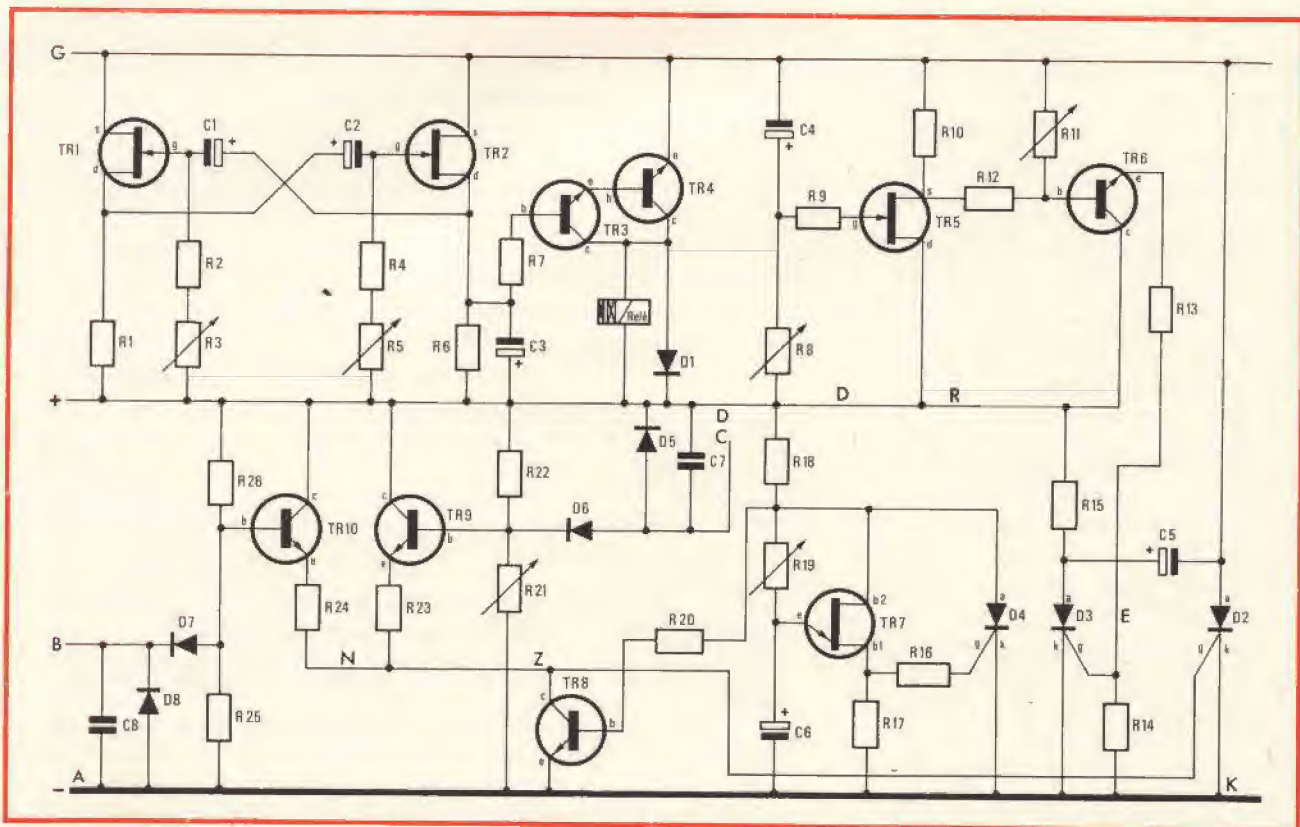 G
TR1
s
d
g
C1
+
C2
+
g
TR2
s
d
R2
R4
R1
R3
R5
R6
R7
C3
+
b
TR3
e
c
TR4
b
e
c
Relé
D1
C4
+
R8
R9
g
TR5
s
d
R10
R12
R11
TR6
b
e
c
R13
+
D
R
D
C
R26
b
TR10
c
e
TR9
c
b
e
R22
D6
D5
C7
R21
R24
R23
R18
R19
R20
e
TR7
b2
b1
R16
R17
D4
a
g
k
R15
C5
+
D3
a
k
g
E
D2
a
g
k
R14
B
D7
D8
C8
R25
N
Z
TR8
c
b
e
C6
+
A
–
K